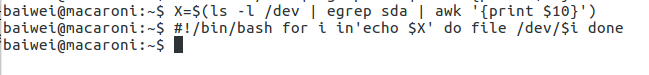 baiwei@macaroni:~$ X=$(ls -l /dev | egrep sda | awk '{print $10}')
baiwei@macaroni:~$ #!/bin/bash for i in'echo $X' do file /dev/$i done
baiwei@macaroni:~$